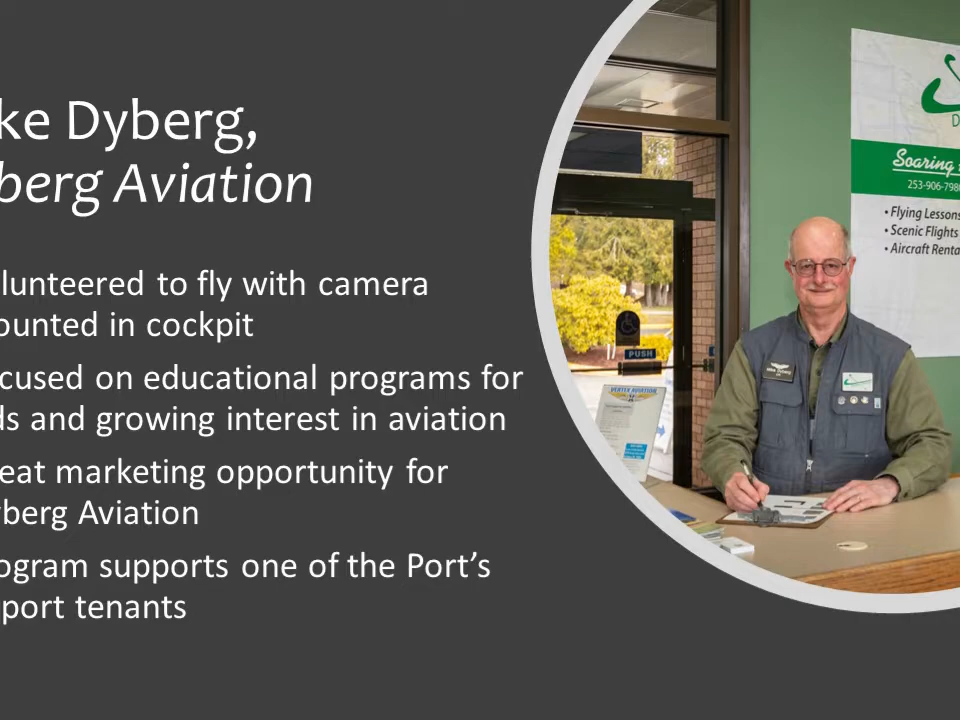 ke Dyberg,
berg Aviation
lunteered to fly with camera
ounted in cockpit
cused on educational programs for
ds and growing interest in aviation
eat marketing opportunity for
berg Aviation
ogram supports one of the Port's
port tenants
D
Soaring
253-906-798
• Flying Lessons
• Scenic Flights
• Aircraft Renta
PUSH